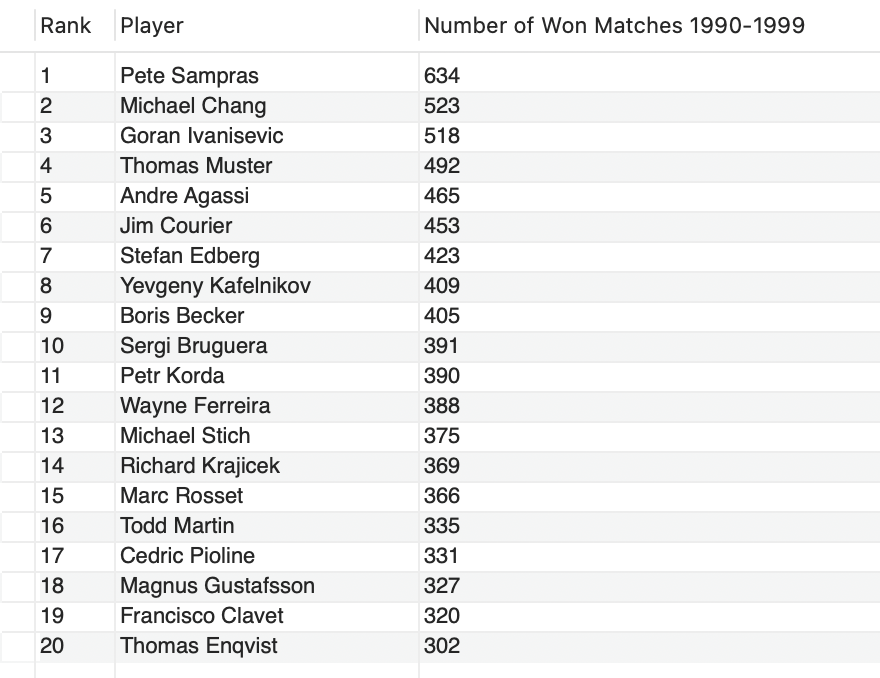 Rank Player Number of Won Matches 1990-1999
1 Pete Sampras 634
2 Michael Chang 523
3 Goran Ivanisevic 518
4 Thomas Muster 492
5 Andre Agassi 465
6 Jim Courier 453
7 Stefan Edberg 423
8 Yevgeny Kafelnikov 409
9 Boris Becker 405
10 Sergi Bruguera 391
11 Petr Korda 390
12 Wayne Ferreira 388
13 Michael Stich 375
14 Richard Krajicek 369
15 Marc Rosset 366
16 Todd Martin 335
17 Cedric Pioline 331
18 Magnus Gustafsson 327
19 Francisco Clavet 320
20 Thomas Enqvist 302